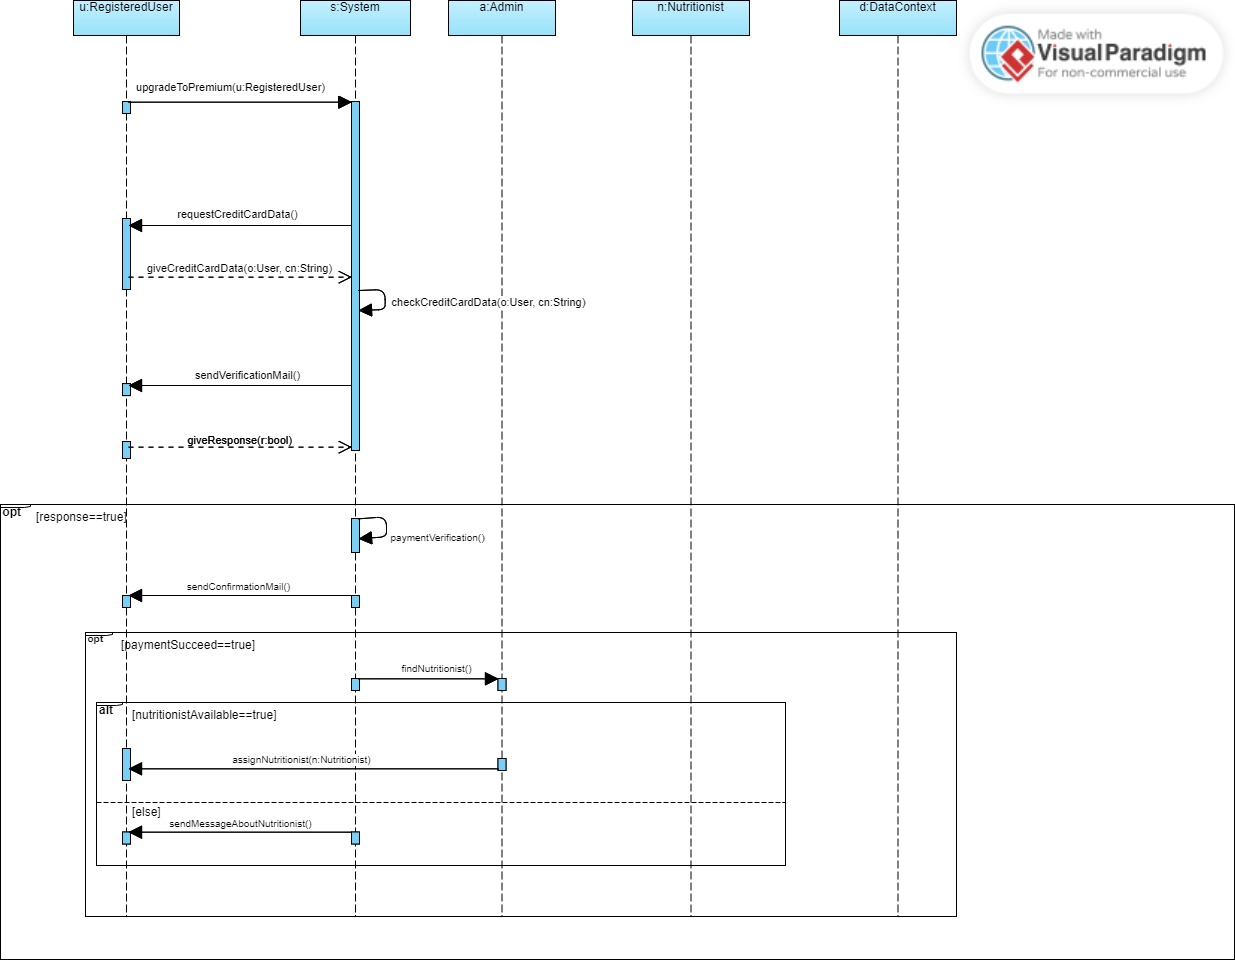 u:RegisteredUser
s:System
a:Admin
n:Nutritionist
d:DataContext
Made with
Visual Paradigm
For non-commercial use
upgradeToPremium(u:RegisteredUser)
requestCreditCardData()
giveCreditCardData(o:User, cn:String)
checkCreditCardData(o:User, cn:String)
sendVerificationMail()
giveResponse(r:bool)
opt
[response==true]
paymentVerification()
sendConfirmationMail()
opt
[paymentSucceed==true]
findNutritionist()
alt
[nutritionistAvailable==true]
assignNutritionist(n:Nutritionist)
[else]
sendMessageAboutNutritionist()